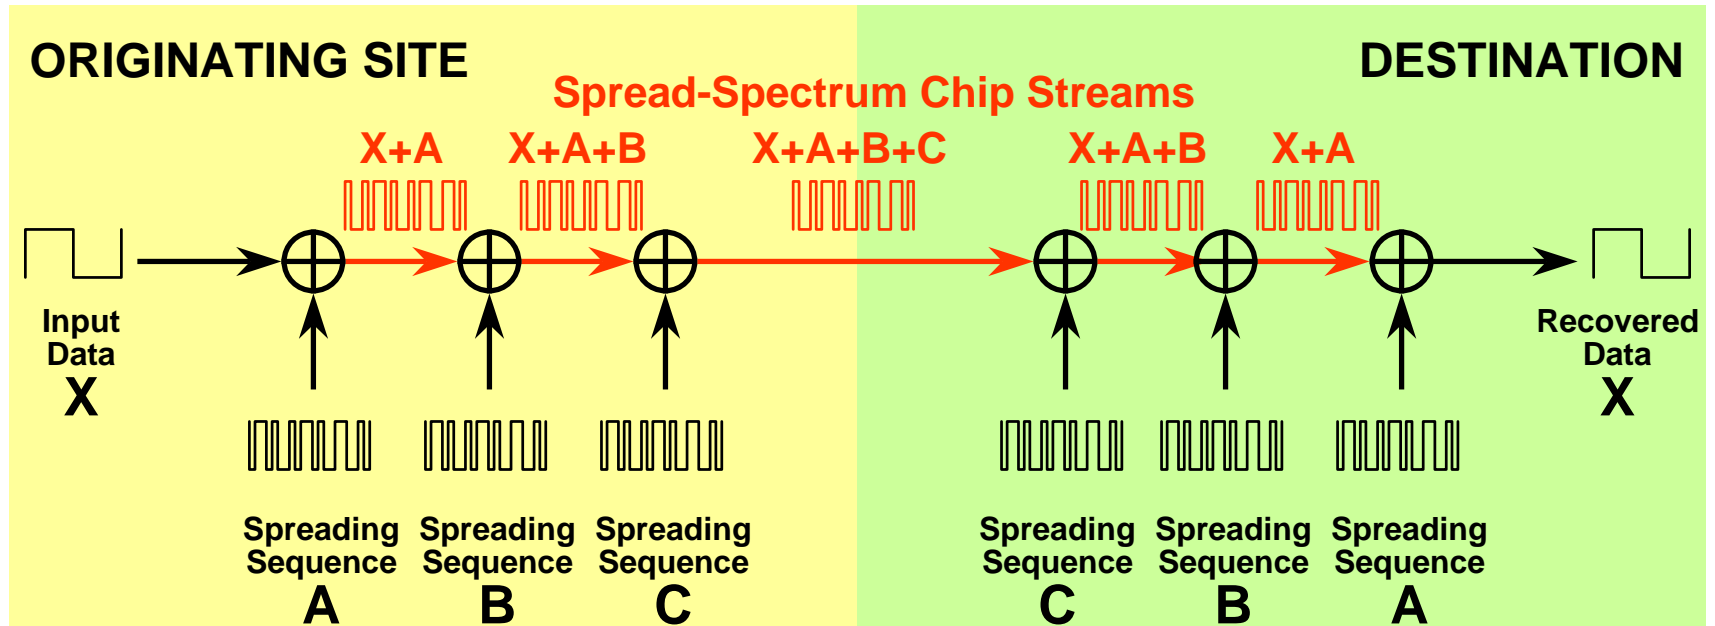 ORIGINATING SITE
DESTINATION
Spread-Spectrum Chip Streams
X+A
X+A+B
X+A+B+C
X+A+B
X+A
Input
Data
X
Recovered
Data
X
Spreading
Sequence
A
Spreading
Sequence
B
Spreading
Sequence
C
Spreading
Sequence
C
Spreading
Sequence
B
Spreading
Sequence
A